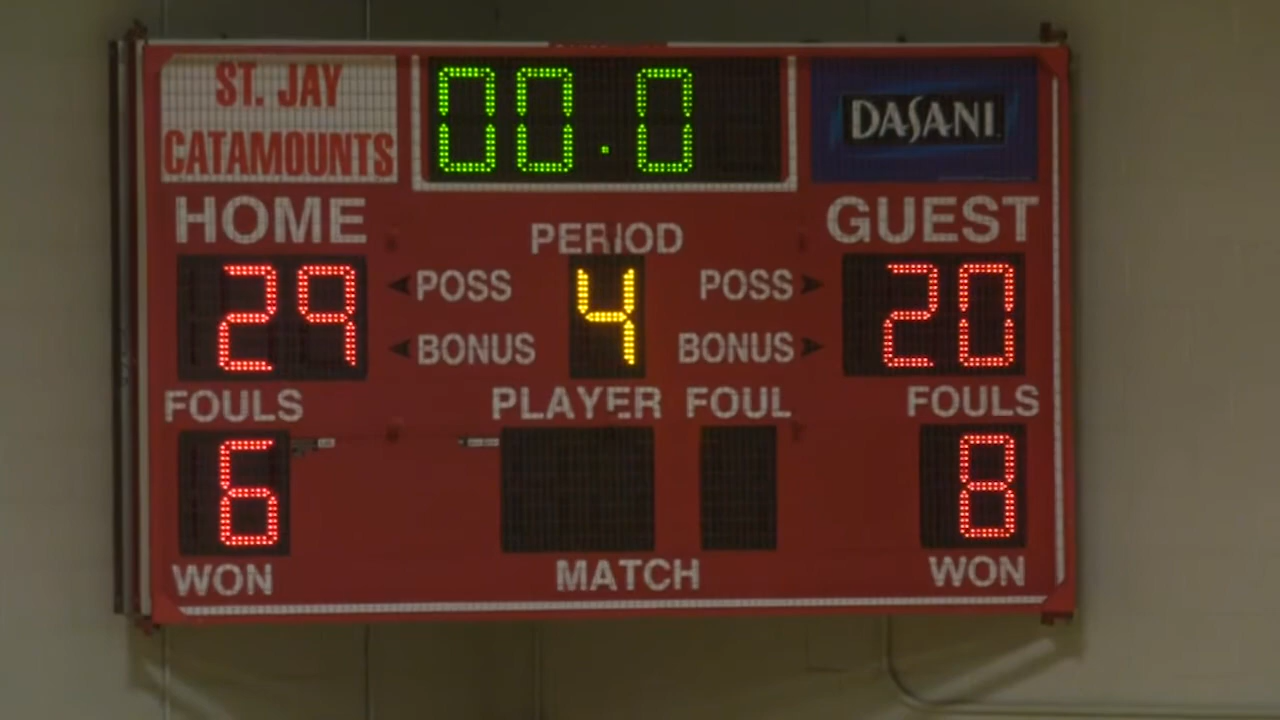 ST. JAY
CATAMOUNTS
00.0
DASANI
HOME
PERIOD
GUEST
29
POSS
4
POSS
20
BONUS
BONUS
FOULS
PLAYER
FOUL
FOULS
6
8
WON
MATCH
WON